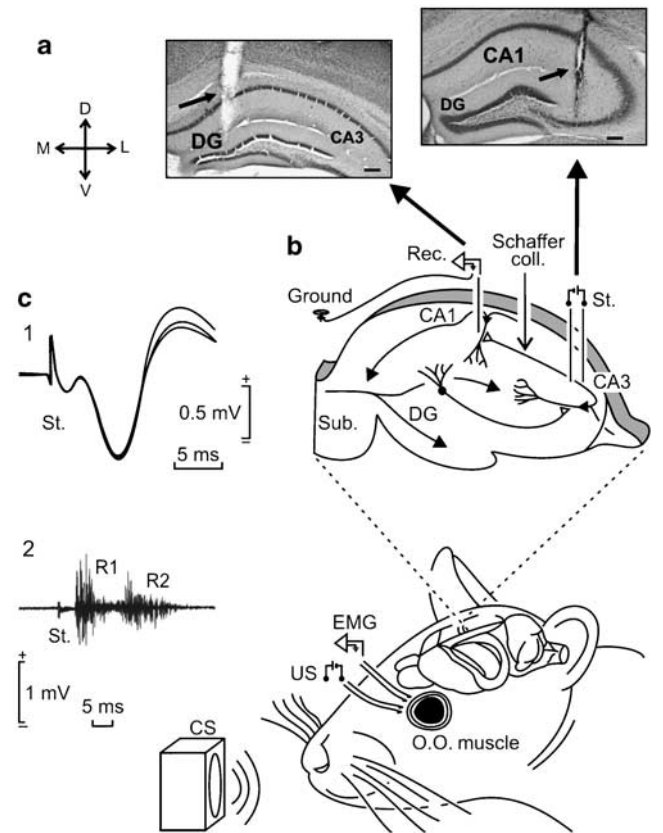 a
D
M L
V
DG
CA3
CA1
DG
b
Rec.
Schaffer
coll.
Ground
St.
CA1
CA3
DG
Sub.
c
1
St.
+
0.5 mV
=
5 ms
2
R1
R2
St.
+
1 mV
=
5 ms
EMG
US
O.O. muscle
CS